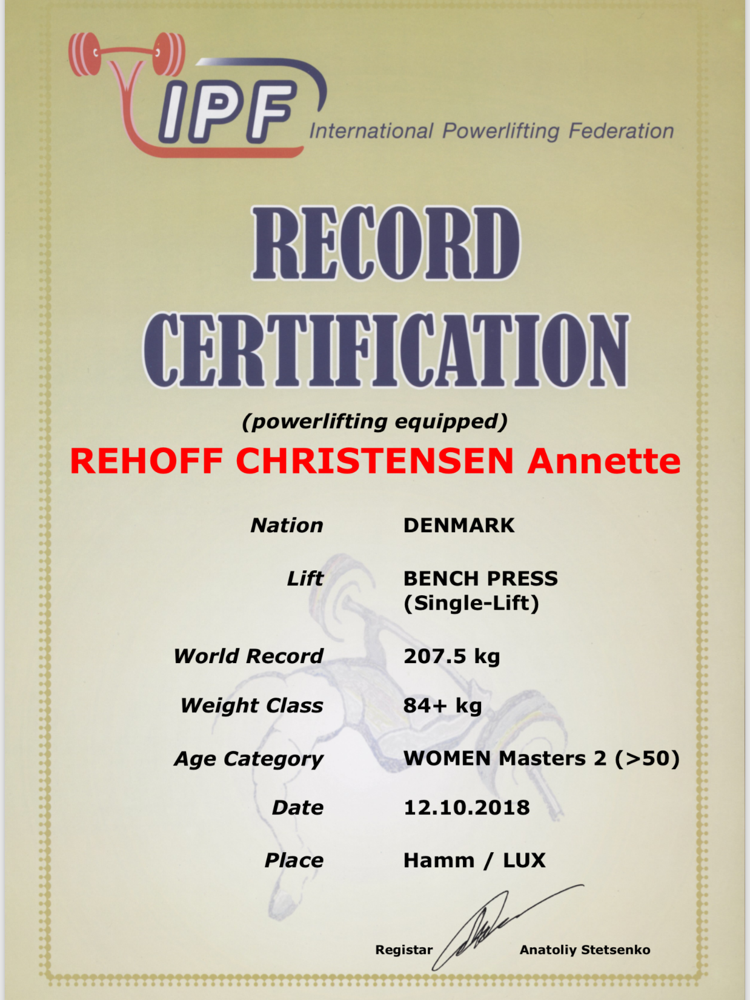 IPF
International Powerlifting Federation
RECORD
CERTIFICATION
(powerlifting equipped)
REHOFF CHRISTENSEN Annette
Nation DENMARK
Lift BENCH PRESS
(Single-Lift)
World Record 207.5 kg
Weight Class 84+ kg
Age Category WOMEN Masters 2 (>50)
Date 12.10.2018
Place Hamm / LUX
Registar Anatoliy Stetsenko